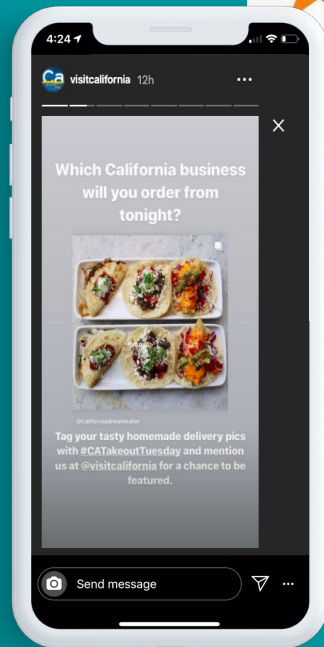 4:24
Ca
visitcalifornia 12h
Which California business
will you order from
tonight?
@californiadreameater
Tag your tasty homemade delivery pics
with #CATakeoutTuesday and mention
us at @visitcalifornia for a chance to be
featured.
Send message